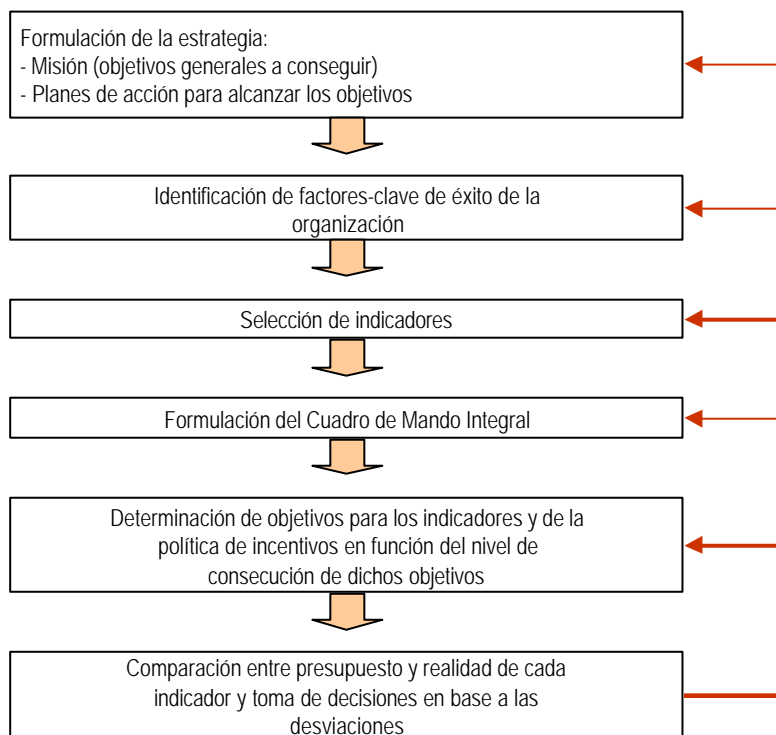 Formulación de la estrategia:
- Misión (objetivos generales a conseguir)
- Planes de acción para alcanzar los objetivos
Identificación de factores-clave de éxito de la
organización
Selección de indicadores
Formulación del Cuadro de Mando Integral
Determinación de objetivos para los indicadores y de la
política de incentivos en función del nivel de
consecución de dichos objetivos
Comparación entre presupuesto y realidad de cada
indicador y toma de decisiones en base a las
desviaciones